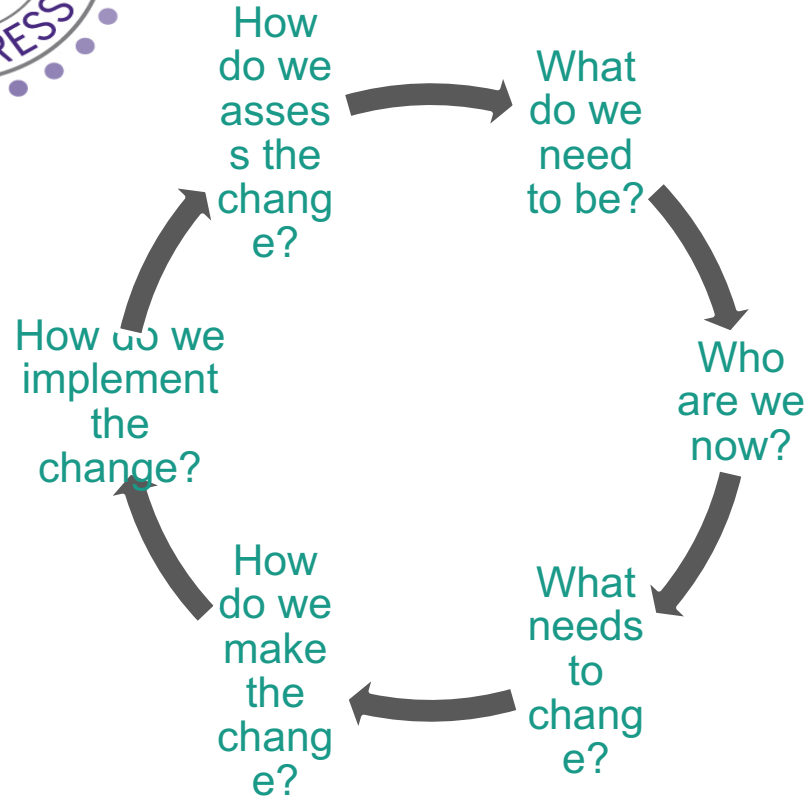 RESS
How
do we
asses
s the
chang
e?
What
do we
need
to be?
Who
are we
now?
What
needs
to
chang
e?
How
do we
make
the
chang
e?
How do we
implement
the
change?